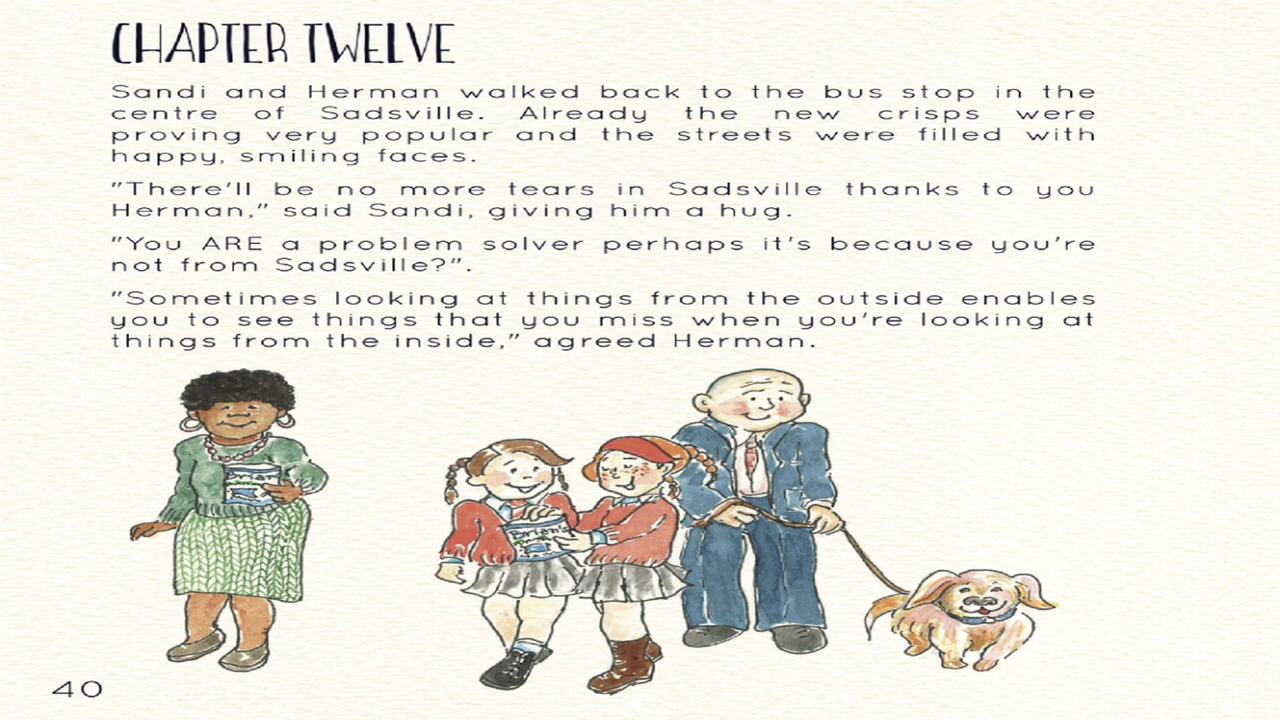 CHAPTER TWELVE
Sandi and Herman walked back to the bus stop in the
centre of Sadsville. Already the new crisps were
proving very popular and the streets were filled with
happy, smiling faces.
"There'll be no more tears in Sadsville thanks to you
Herman," said Sandi, giving him a hug.
"You ARE a problem solver perhaps it's because you're
not from Sadsville?".
"Sometimes looking at things from the outside enables
you to see things that you miss when you're looking at
things from the inside," agreed Herman.
Brian's
40